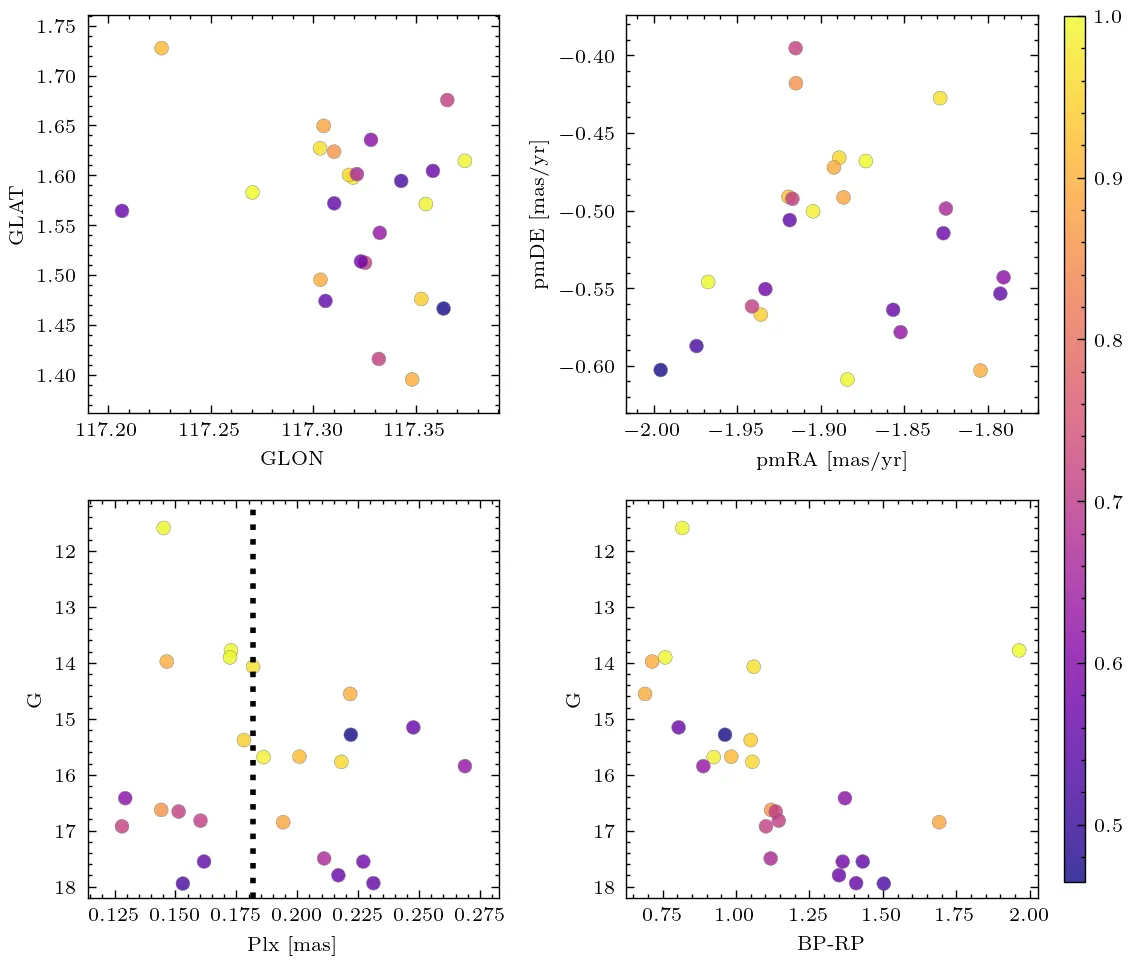 1.75
1.70
1.65
1.60
1.55
1.50
1.45
1.40
GLAT
117.20 117.25 117.30 117.35
GLON
−0.40
−0.45
−0.50
−0.55
−0.60
pmDE [mas/yr]
−2.00 −1.95 −1.90 −1.85 −1.80
pmRA [mas/yr]
12
13
14
15
16
17
18
G
0.125 0.150 0.175 0.200 0.225 0.250 0.275
Plx [mas]
12
13
14
15
16
17
18
G
0.75 1.00 1.25 1.50 1.75 2.00
BP-RP
1.0
0.9
0.8
0.7
0.6
0.5